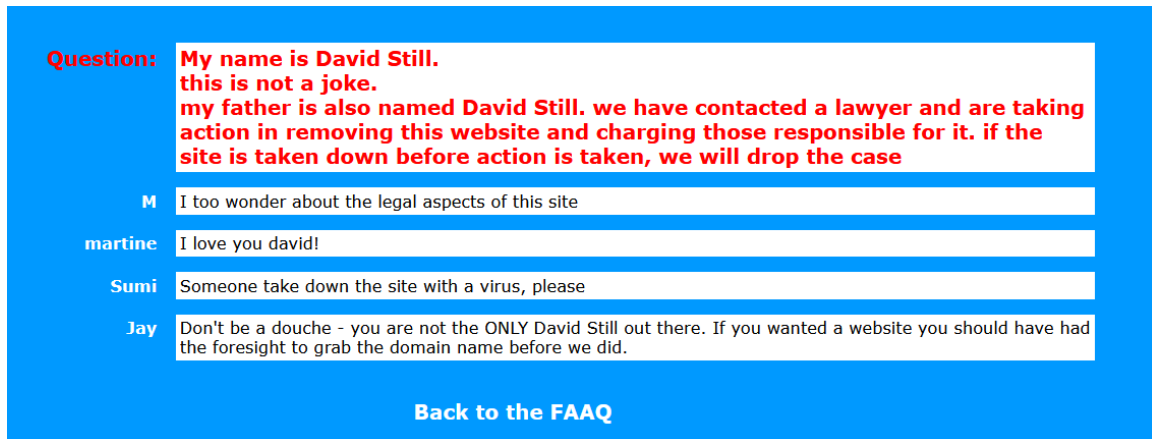 Question: My name is David Still.
this is not a joke.
my father is also named David Still. we have contacted a lawyer and are taking
action in removing this website and charging those responsible for it. if the
site is taken down before action is taken, we will drop the case
M I too wonder about the legal aspects of this site
martine I love you david!
Sumi Someone take down the site with a virus, please
Jay Don't be a douche - you are not the ONLY David Still out there. If you wanted a website you should have had
the foresight to grab the domain name before we did.
Back to the FAAQ